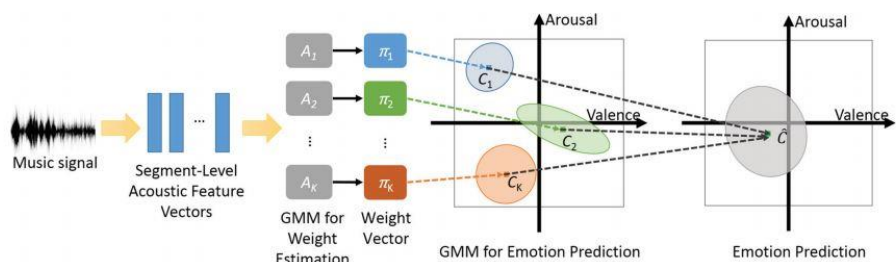 Music signal
...
Segment-Level
Acoustic Feature
Vectors
A1
A2
⋮
AK
GMM for
Weight
Estimation
π1
π2
⋮
πK
Weight
Vector
Arousal
Valence
C1
C2
CK
GMM for Emotion Prediction
Arousal
Valence
Ĉ
Emotion Prediction